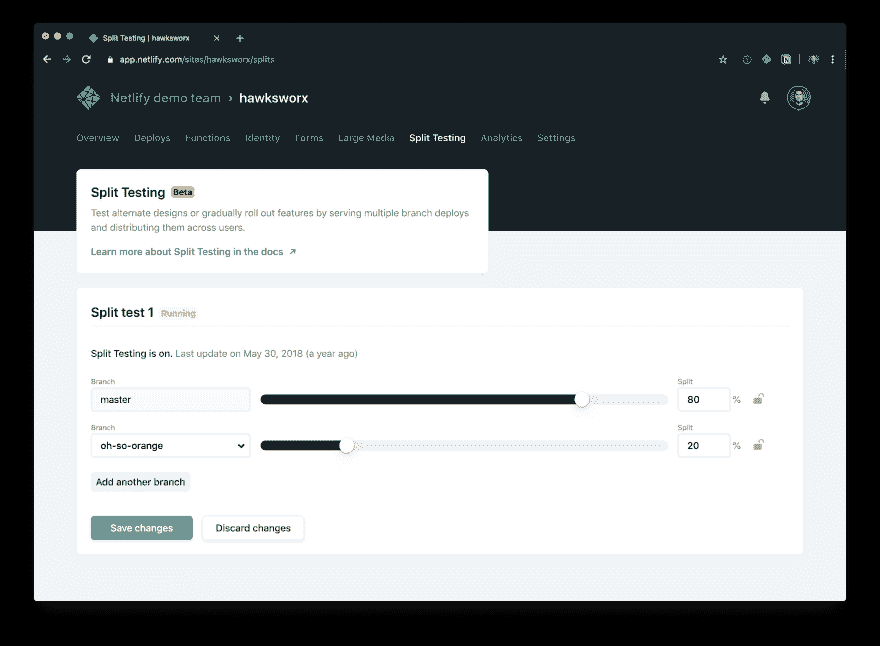 Split Testing | hawksworx
app.netlify.com/sites/hawksworx/splits
Netlify demo team › hawksworx
Overview Deploys Functions Identity Forms Large Media Split Testing Analytics Settings
Split Testing Beta
Test alternate designs or gradually roll out features by serving multiple branch deploys
and distributing them across users.
Learn more about Split Testing in the docs
Split test 1 Running
Split Testing is on. Last update on May 30, 2018 (a year ago)
Branch Split
master 80 %
Branch Split
oh-so-orange 20 %
Add another branch
Save changes Discard changes